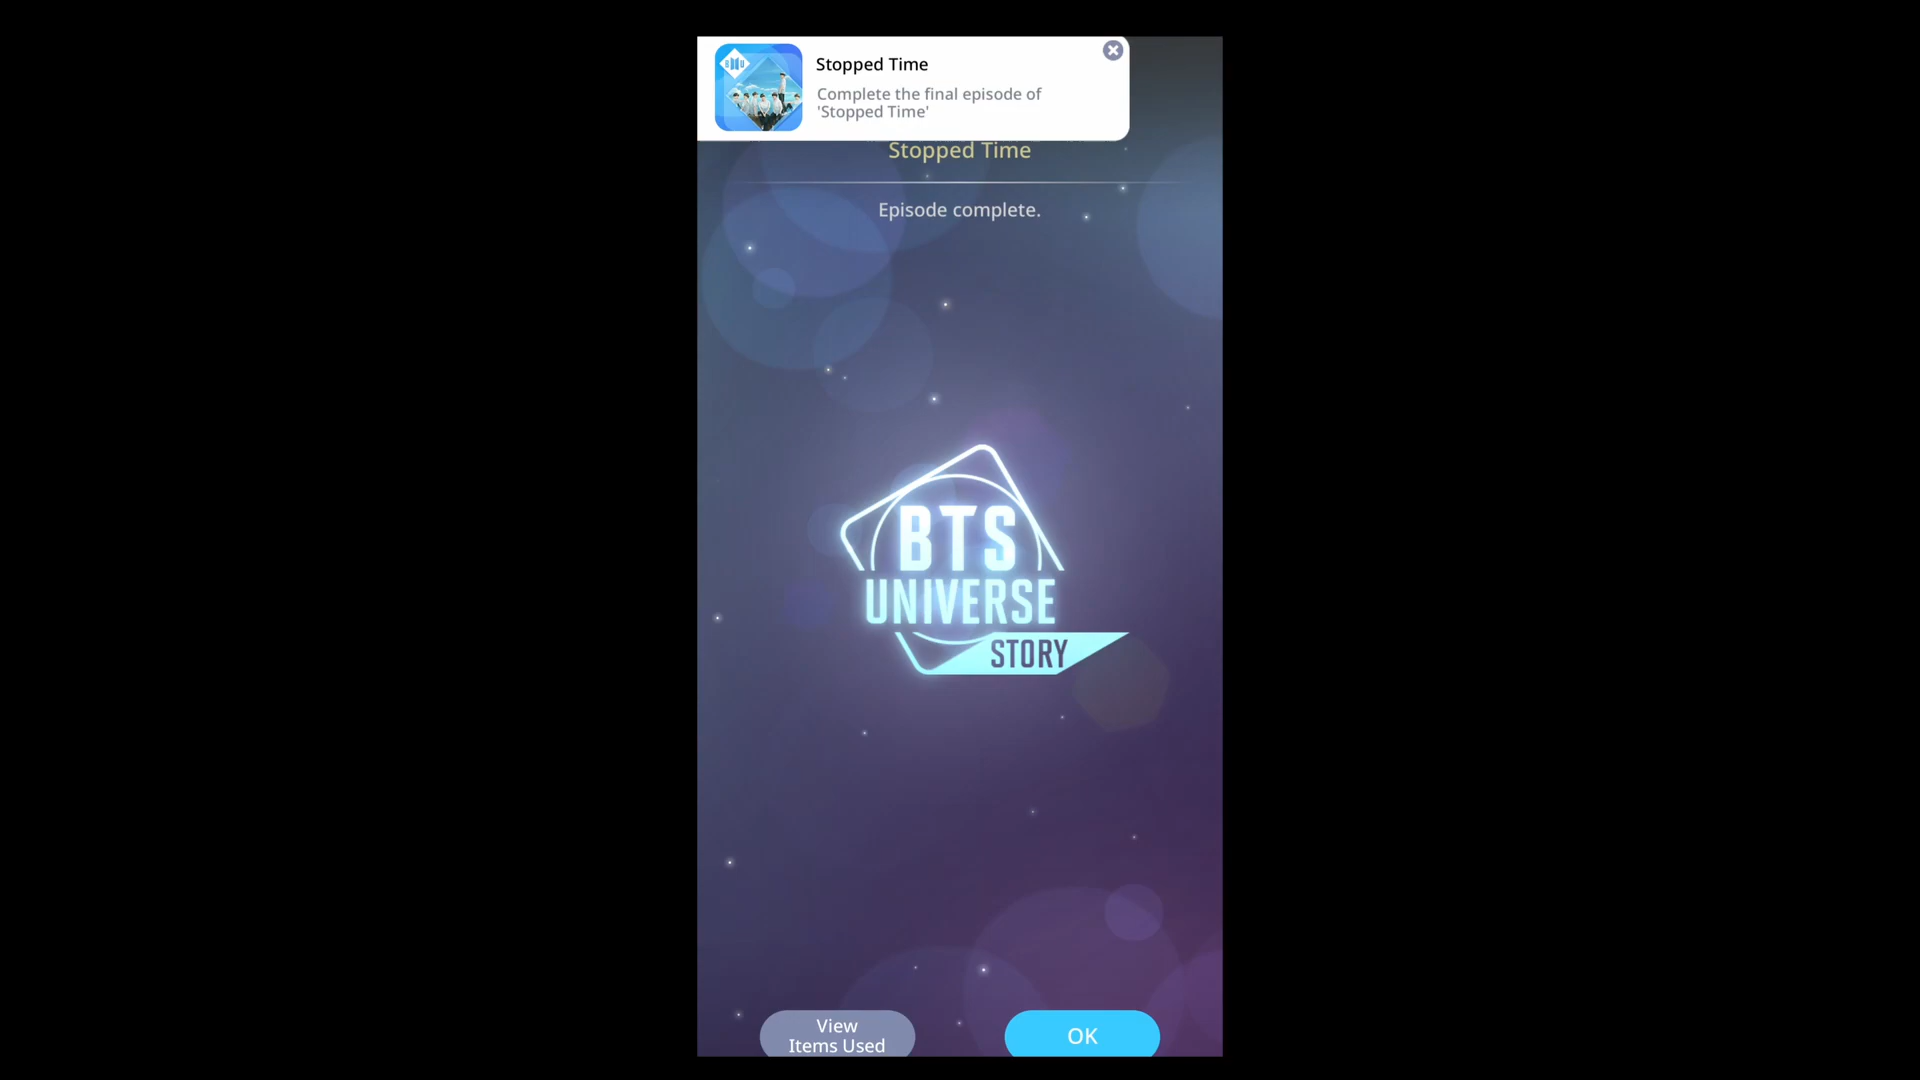 Stopped Time
Complete the final episode of
'Stopped Time'
Stopped Time
Episode complete.
BTS
UNIVERSE
STORY
View
Items Used
OK